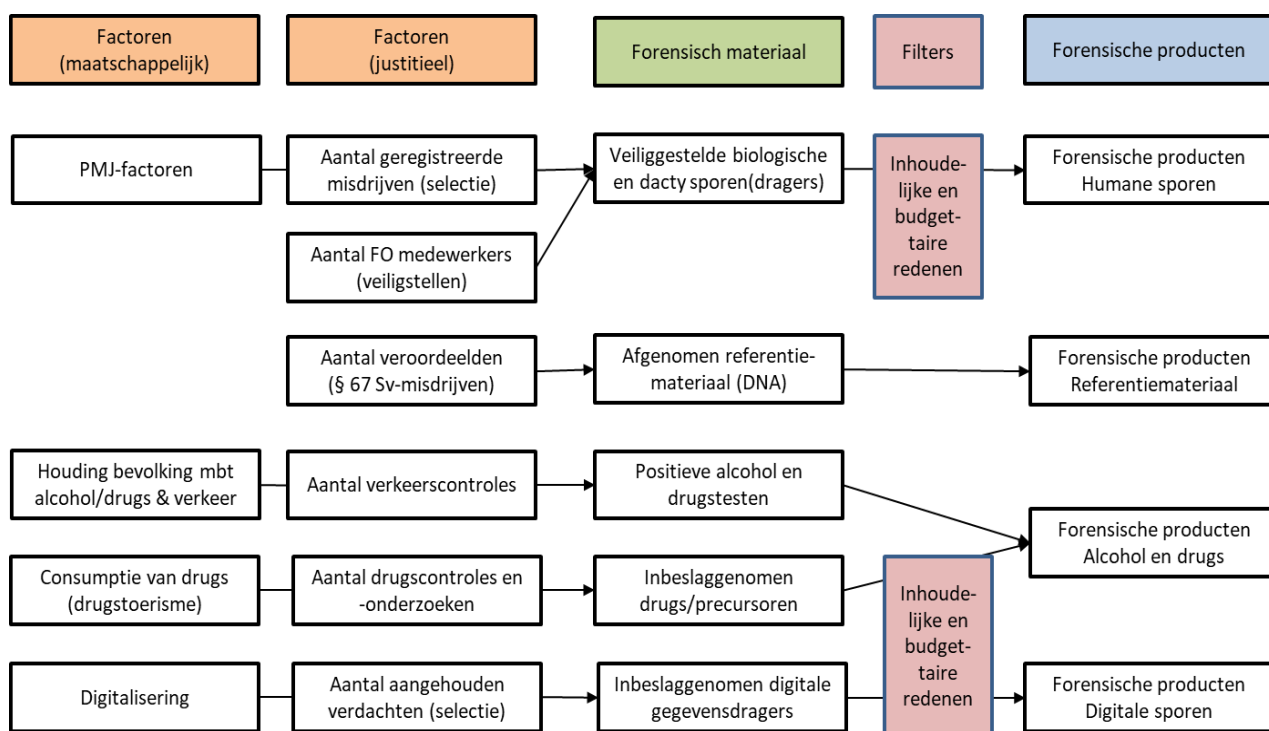 Factoren
(maatschappelijk)
Factoren
(justitieel)
Forensisch materiaal
Filters
Forensische producten
PMJ-factoren
Aantal geregistreerde
misdrijven (selectie)
Veiliggestelde biologische
en dacty sporen(dragers)
Inhoude-
lijke en
budget-
taire
redenen
Forensische producten
Humane sporen
Aantal FO medewerkers
(veiligstellen)
Aantal veroordeelden
(§ 67 Sv-misdrijven)
Afgenomen referentie-
materiaal (DNA)
Forensische producten
Referentiemateriaal
Houding bevolking mbt
alcohol/drugs & verkeer
Aantal verkeerscontroles
Positieve alcohol en
drugstesten
Forensische producten
Alcohol en drugs
Consumptie van drugs
(drugstoerisme)
Aantal drugscontroles en
-onderzoeken
Inbeslaggenomen
drugs/precursoren
Inhoude-
lijke en
budget-
taire
redenen
Digitalisering
Aantal aangehouden
verdachten (selectie)
Inbeslaggenomen digitale
gegevensdragers
Forensische producten
Digitale sporen